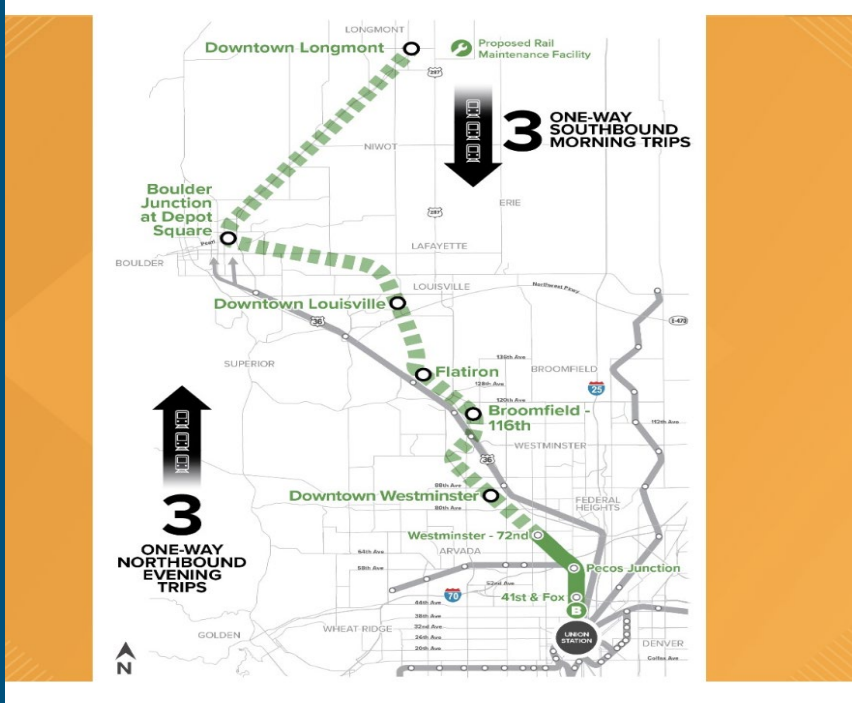 LONGMONT
Downtown Longmont
Proposed Rail
Maintenance Facility
287
3 ONE-WAY
SOUTHBOUND
MORNING TRIPS
NIWOT
Boulder
Junction
at Depot
Square
ERIE
287
Pearl
LAFAYETTE
BOULDER
LOUISVILLE
Northwest Pkwy
Downtown Louisville
36
E-470
SUPERIOR
136th Ave
BROOMFIELD
Flatiron
128th Ave
25
120th Ave
Broomfield -
116th
112th Ave
WESTMINSTER
36
88th Ave
Downtown Westminster
80th Ave
FEDERAL
HEIGHTS
3
ONE-WAY
NORTHBOUND
EVENING
TRIPS
Westminster - 72nd
64th Ave
ARVADA
58th Ave
Pecos Junction
52nd Ave
70
41st & Fox
44th Ave
B
38th Ave
GOLDEN
WHEAT RIDGE
32nd Ave
26th Ave
20th Ave
UNION
STATION
DENVER
Colfax Ave
N